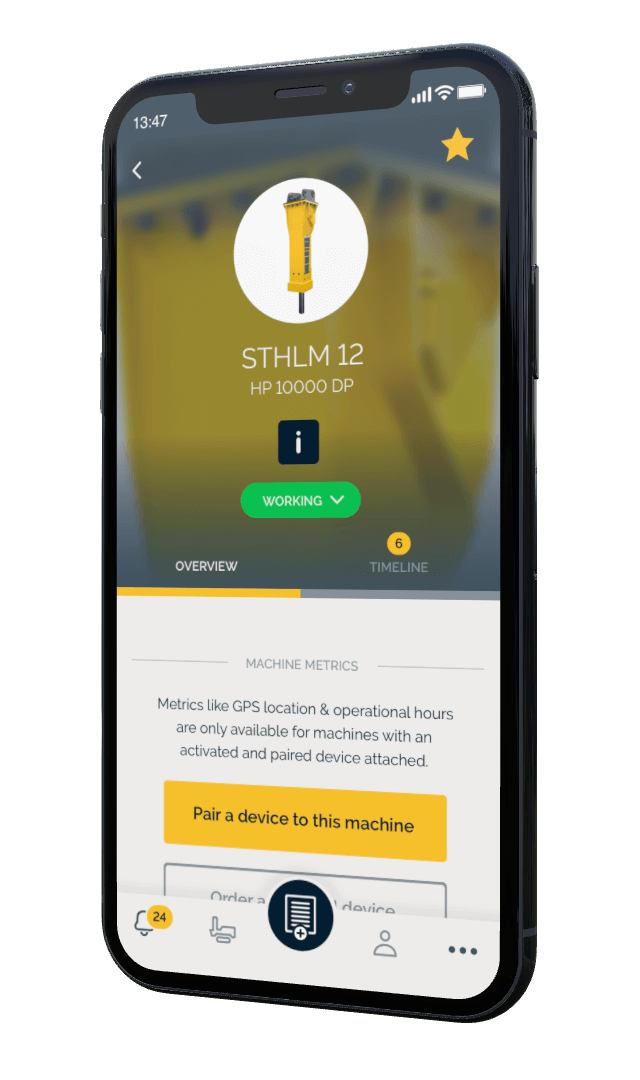 13:47
STHLM 12
HP 10000 DP
i
WORKING
6
OVERVIEW
TIMELINE
MACHINE METRICS
Metrics like GPS location & operational hours
are only available for machines with an
activated and paired device attached.
Pair a device to this machine
Order a device
24